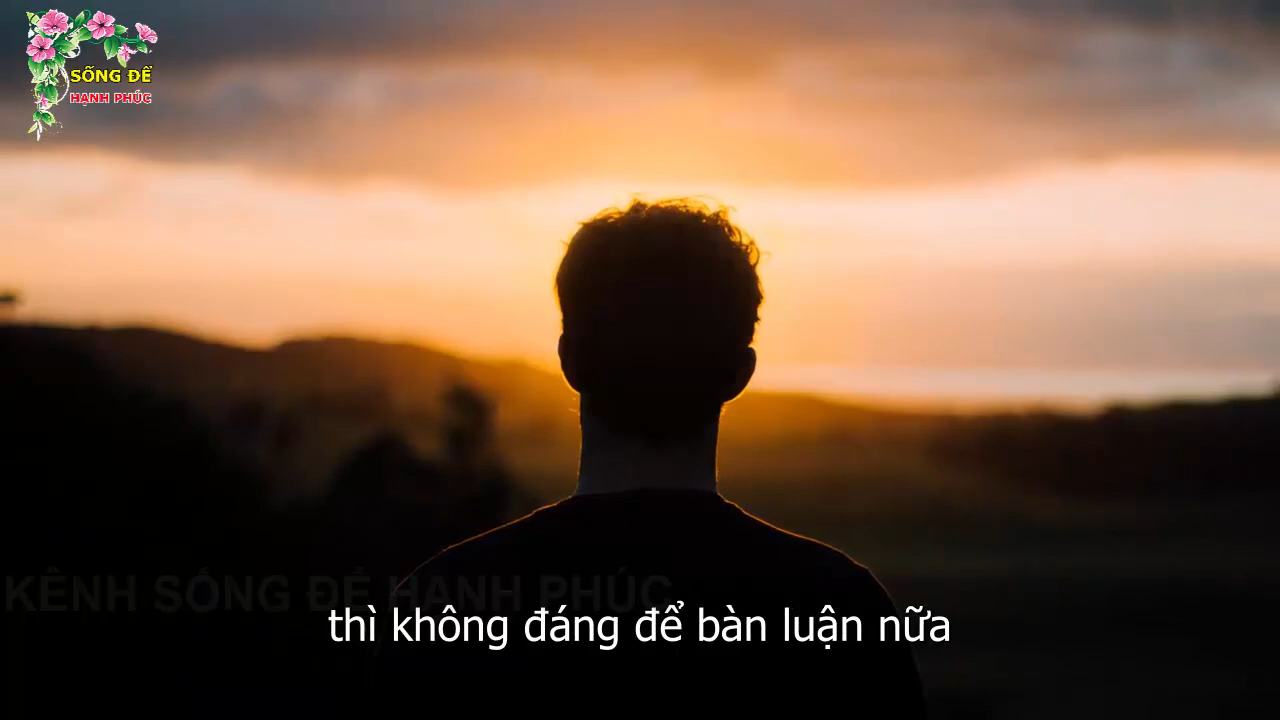 SỐNG ĐỂ
HẠNH PHÚC
KÊNH SỐNG ĐỂ HẠNH PHÚC
thì không đáng để bàn luận nữa